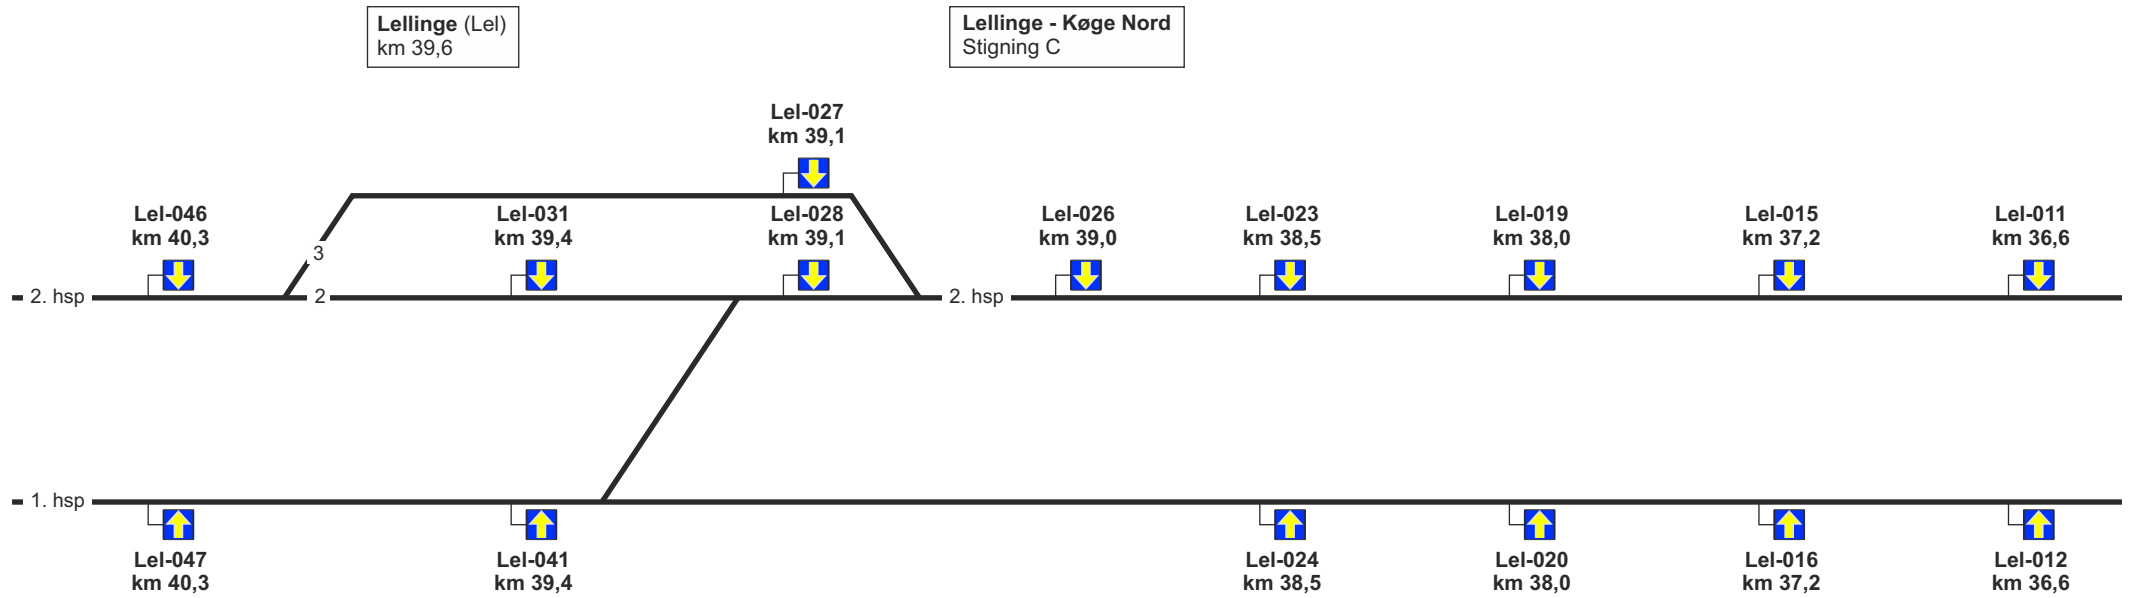 Lellinge (Lel)
km 39,6
Lellinge - Køge Nord
Stigning C
Lel-027
km 39,1
Lel-046
km 40,3
Lel-031
km 39,4
Lel-028
km 39,1
Lel-026
km 39,0
Lel-023
km 38,5
Lel-019
km 38,0
Lel-015
km 37,2
Lel-011
km 36,6
3
2. hsp
2
2. hsp
1. hsp
Lel-047
km 40,3
Lel-041
km 39,4
Lel-024
km 38,5
Lel-020
km 38,0
Lel-016
km 37,2
Lel-012
km 36,6